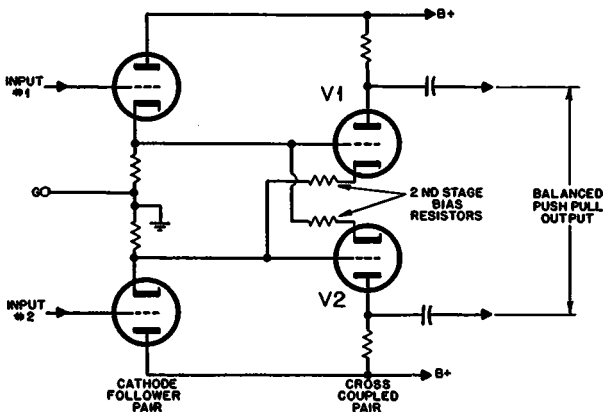 B+
INPUT
#1
V1
G
2 ND STAGE
BIAS
RESISTORS
BALANCED
PUSH PULL
OUTPUT
INPUT
#2
V2
B+
CATHODE
FOLLOWER
PAIR
CROSS
COUPLED
PAIR